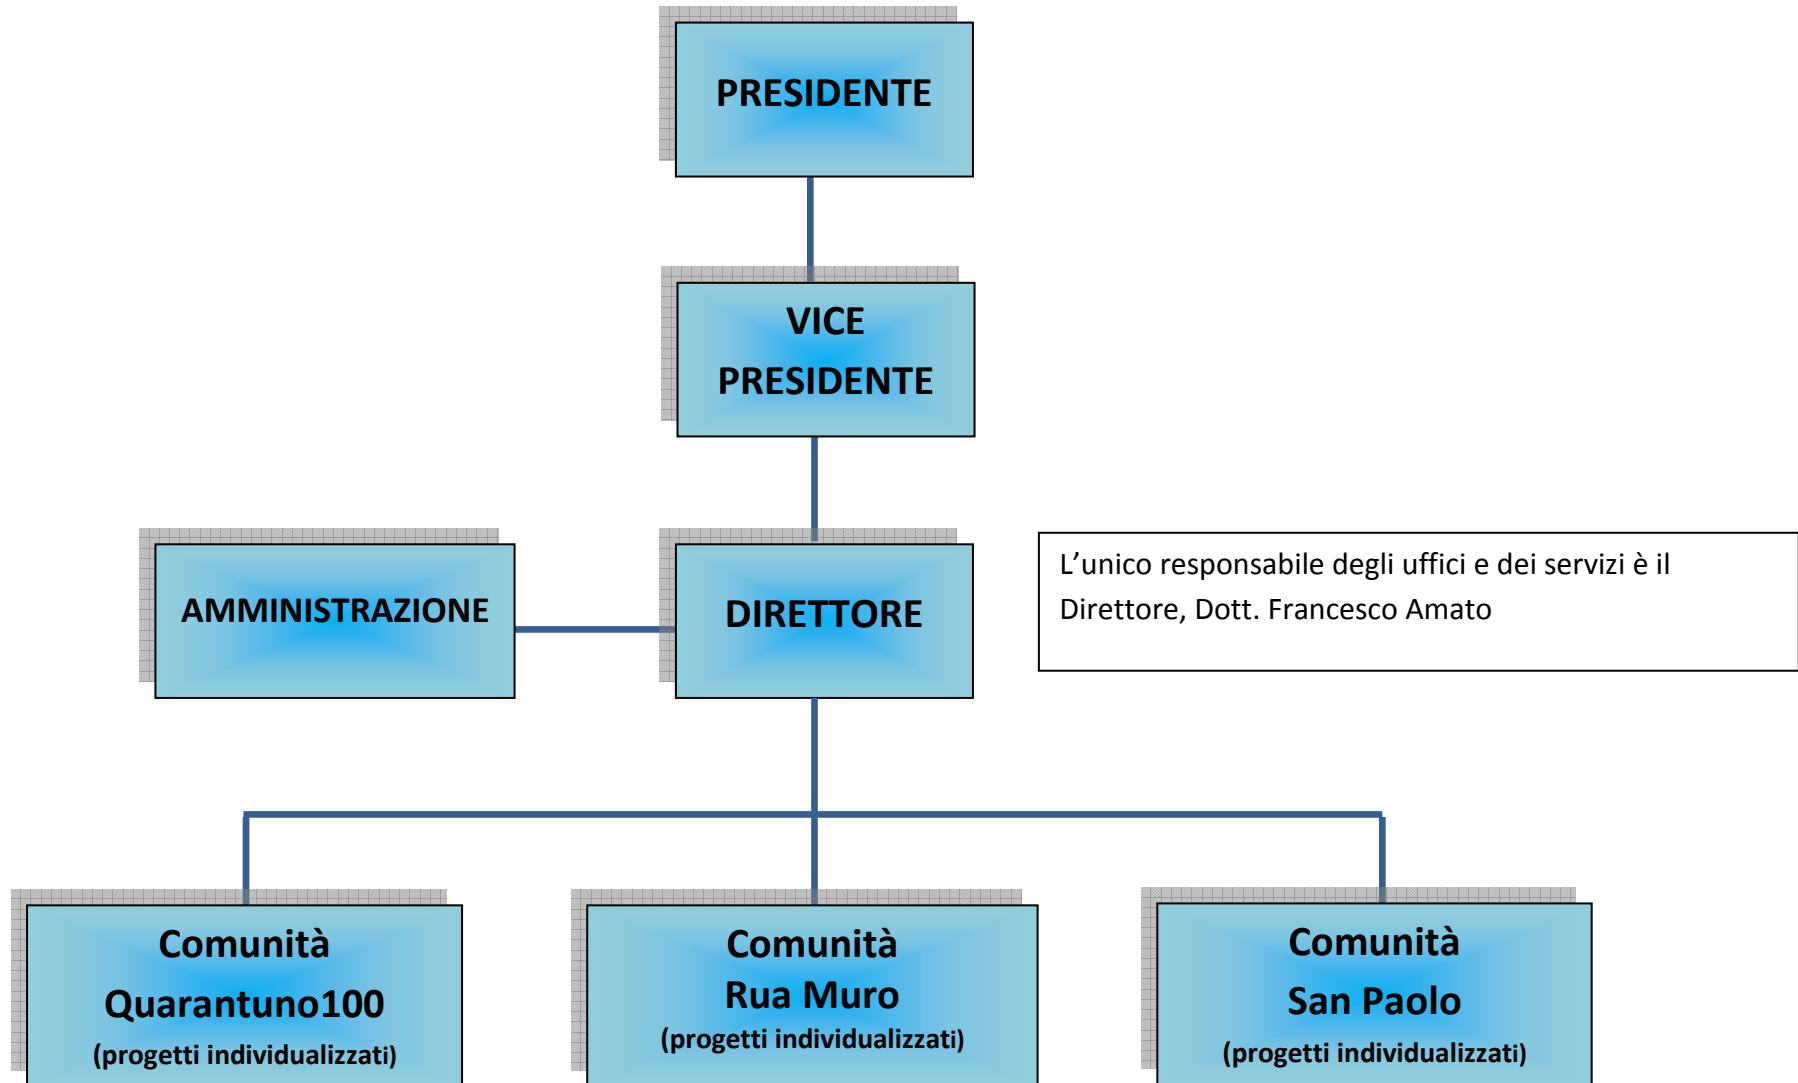 PRESIDENTE
VICE
PRESIDENTE
AMMINISTRAZIONE
DIRETTORE
L’unico responsabile degli uffici e dei servizi è il
Direttore, Dott. Francesco Amato
Comunità
Quarantuno100
(progetti individualizzati)
Comunità
Rua Muro
(progetti individualizzati)
Comunità
San Paolo
(progetti individualizzati)